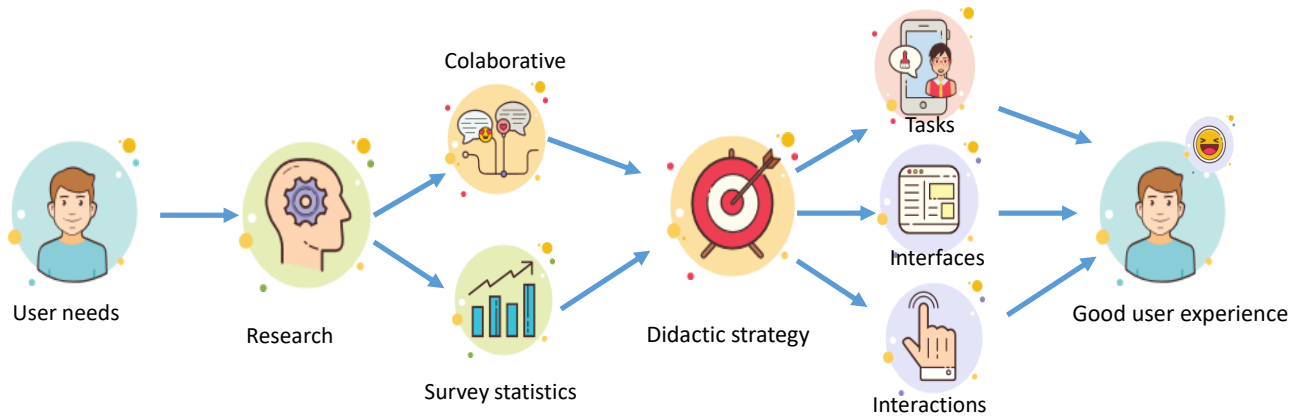 Colaborative
Tasks
User needs
Research
Survey statistics
Didactic strategy
Interfaces
Interactions
Good user experience